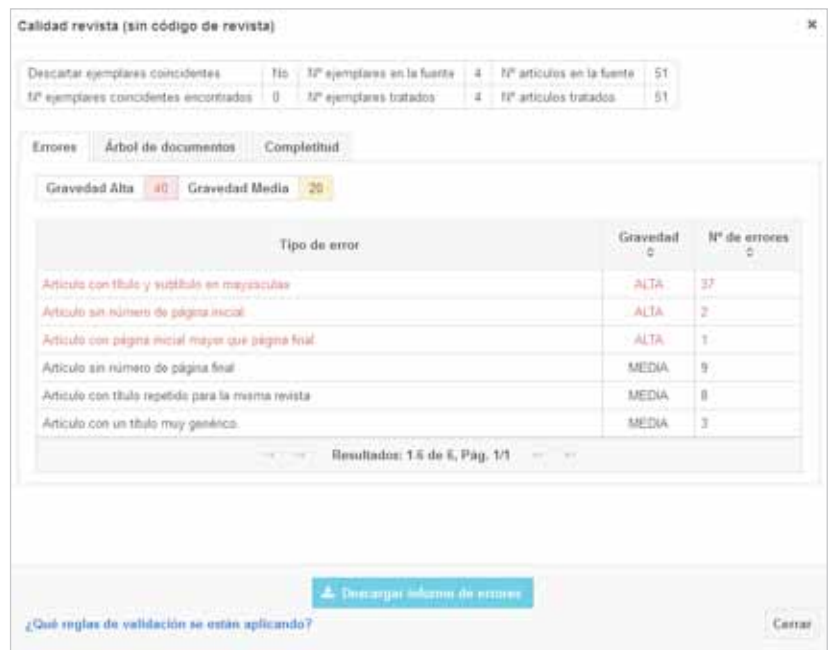 Calidad revista (sin código de revista) ×
Descartar ejemplares coincidentes No Nº ejemplares en la fuente 4 Nº artículos en la fuente 51
Nº ejemplares coincidentes encontrados 0 Nº ejemplares tratados 4 Nº artículos tratados 51
Errores Árbol de documentos Completitud
Gravedad Alta 40 Gravedad Media 20
Tipo de error Gravedad Nº de errores
Artículo con título y subtítulo en mayúsculas ALTA 37
Artículo sin número de página inicial ALTA 2
Artículo con página inicial mayor que página final ALTA 1
Artículo sin número de página final MEDIA 9
Artículo con título repetido para la misma revista MEDIA 8
Artículo con un título muy genérico. MEDIA 3
Resultados: 1-6 de 6, Pág. 1/1
Descargar informe de errores
¿Qué reglas de validación se están aplicando? Cerrar